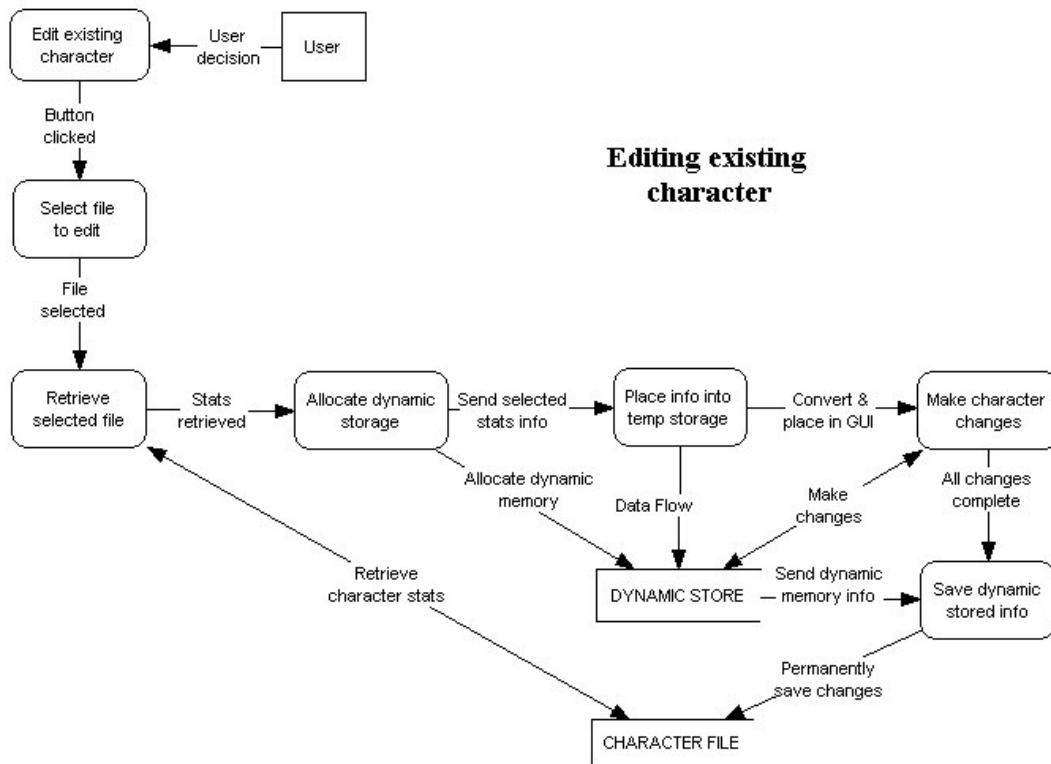 Edit existing
character
User
decision
User
Button
clicked
Editing existing
character
Select file
to edit
File
selected
Retrieve
selected file
Stats
retrieved
Allocate dynamic
storage
Send selected
stats info
Place info into
temp storage
Convert &
place in GUI
Make character
changes
Allocate dynamic
memory
Data Flow
Make
changes
All changes
complete
Retrieve
character stats
DYNAMIC STORE
Send dynamic
memory info
Save dynamic
stored info
Permanently
save changes
CHARACTER FILE